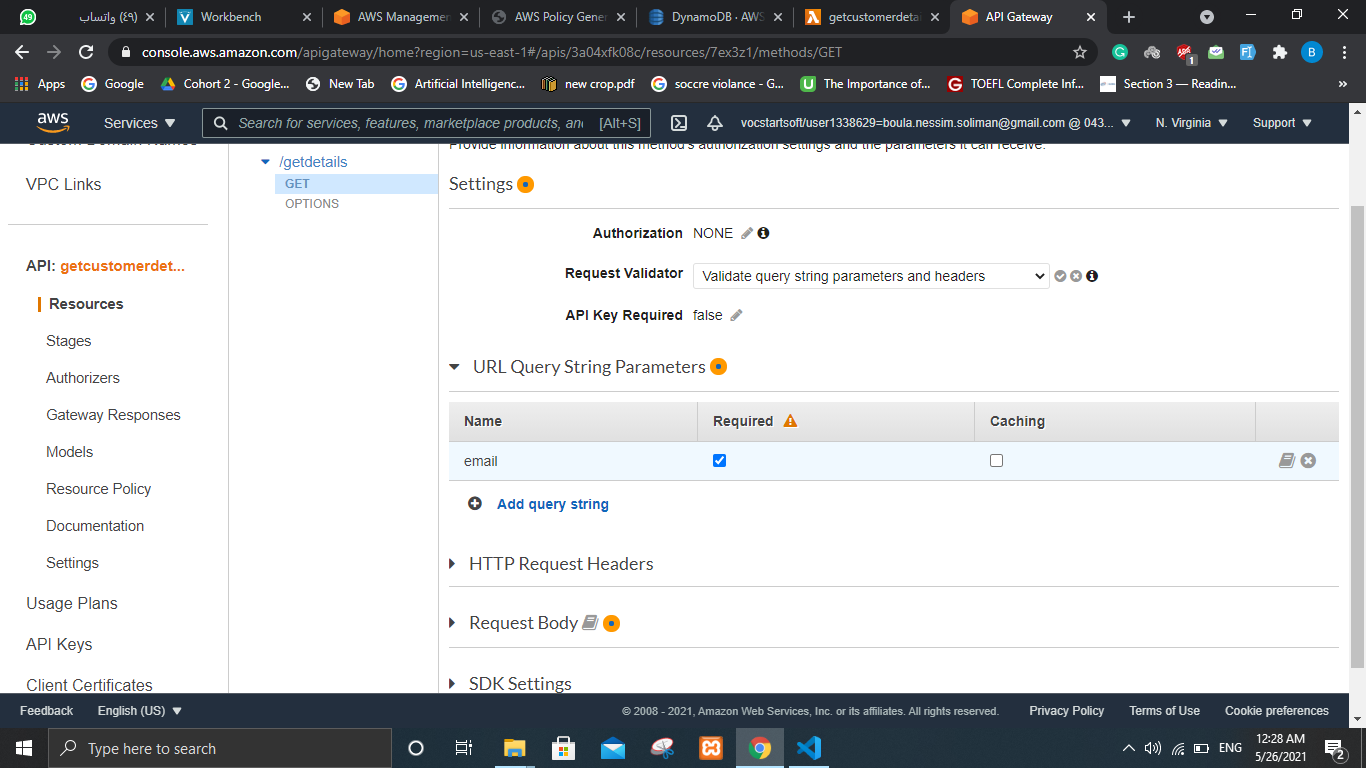 49
(٤٩) واتساب
Workbench
AWS Managemen
AWS Policy Gener
DynamoDB · AWS
getcustomerdetai
API Gateway
console.aws.amazon.com/apigateway/home?region=us-east-1#/apis/3a04xfk08c/resources/7ex3z1/methods/GET
1
B
Apps
Google
Cohort 2 - Google...
New Tab
Artificial Intelligenc...
new crop.pdf
soccre violance - G...
The Importance of...
TOEFL Complete Inf...
Section 3 — Readin...
»
aws
Services
Search for services, features, marketplace products, an
[Alt+S]
vocstartsoft/user1338629=boula.nessim.soliman@gmail.com @ 043...
N. Virginia
Support
Custom Domain Names
VPC Links
API: getcustomerdet...
Resources
Stages
Authorizers
Gateway Responses
Models
Resource Policy
Documentation
Settings
Usage Plans
API Keys
Client Certificates
/getdetails
GET
OPTIONS
Provide information about this method's authorization settings and the parameters it can receive.
Settings
Authorization NONE
Request Validator Validate query string parameters and headers
API Key Required false
URL Query String Parameters
Name Required Caching
email
Add query string
HTTP Request Headers
Request Body
SDK Settings
Feedback English (US)
© 2008 - 2021, Amazon Web Services, Inc. or its affiliates. All rights reserved. Privacy Policy Terms of Use Cookie preferences
Type here to search
ENG
12:28 AM
5/26/2021
2